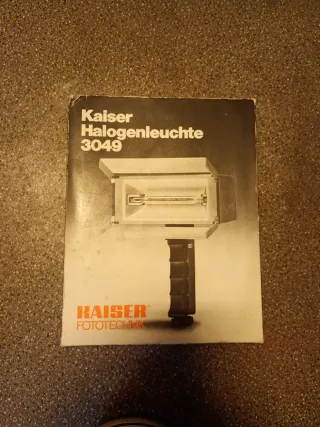 Kaiser
Halogenleuchte
3049
KAISER
FOTOTECHNIK